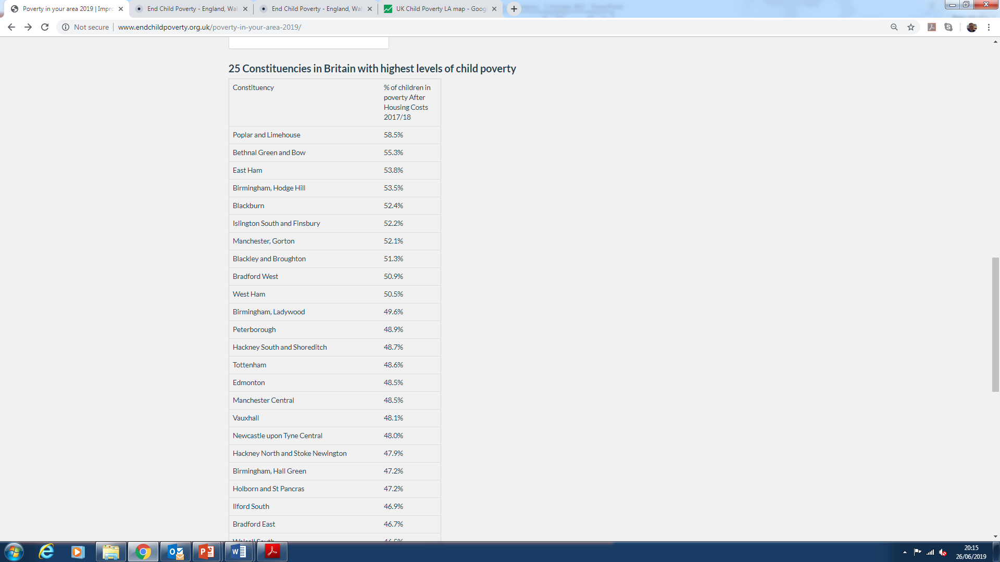 Poverty in your area 2019 | Impro
End Child Poverty - England, Wal
End Child Poverty - England, Wal
UK Child Poverty LA map - Goog
Not secure
www.endchildpoverty.org.uk/poverty-in-your-area-2019/
25 Constituencies in Britain with highest levels of child poverty
Constituency
% of children in
poverty After
Housing Costs
2017/18
Poplar and Limehouse 58.5%
Bethnal Green and Bow 55.3%
East Ham 53.8%
Birmingham, Hodge Hill 53.5%
Blackburn 52.4%
Islington South and Finsbury 52.2%
Manchester, Gorton 52.1%
Blackley and Broughton 51.3%
Bradford West 50.9%
West Ham 50.5%
Birmingham, Ladywood 49.6%
Peterborough 48.9%
Hackney South and Shoreditch 48.7%
Tottenham 48.6%
Edmonton 48.5%
Manchester Central 48.5%
Vauxhall 48.1%
Newcastle upon Tyne Central 48.0%
Hackney North and Stoke Newington 47.9%
Birmingham, Hall Green 47.2%
Holborn and St Pancras 47.2%
Ilford South 46.9%
Bradford East 46.7%
Walsall South 46.5%
20:15
26/06/2019